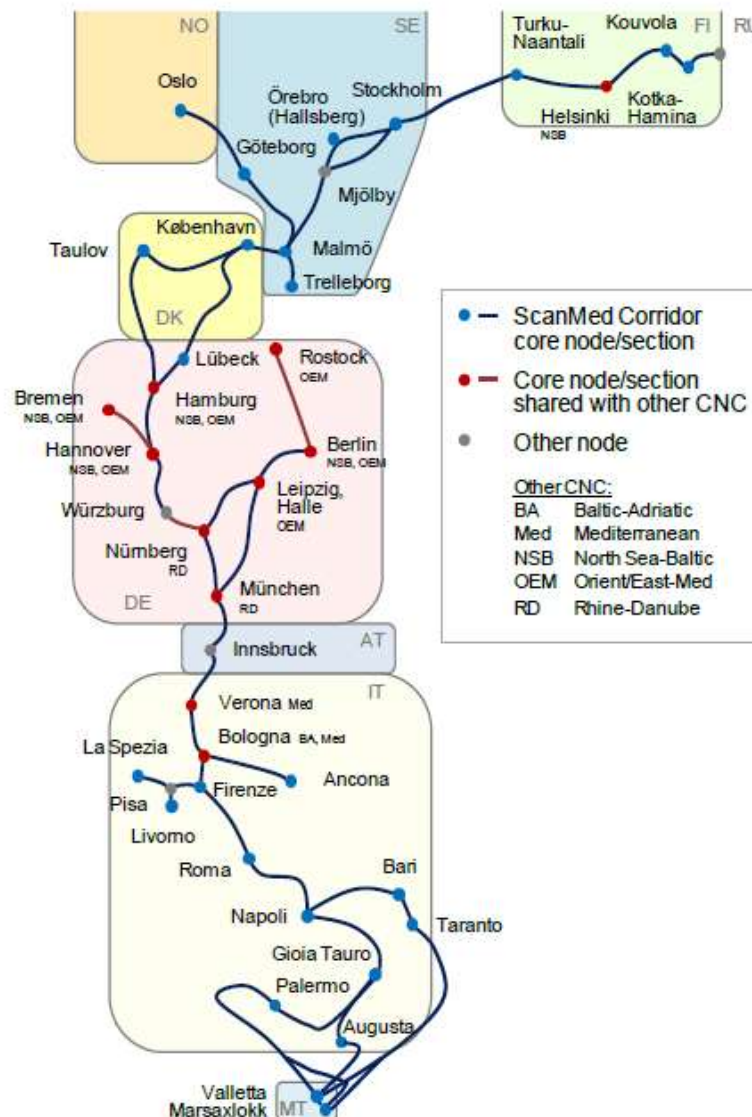 NO
SE
FI
RU
Turku-
Naantali
Kouvola
Oslo
Stockholm
Örebro
(Hallsberg)
Göteborg
Helsinki
NSB
Kotka-
Hamina
Mjölby
København
Taulov
Malmö
Trelleborg
DK
Lübeck
Rostock
OEM
Bremen
NSB, OEM
Hamburg
NSB, OEM
Hannover
NSB, OEM
Berlin
NSB, OEM
Leipzig,
Halle
OEM
Würzburg
Nürnberg
RD
München
RD
DE
Innsbruck
AT
IT
Verona Med
Bologna BA, Med
La Spezia
Firenze
Ancona
Pisa
Livorno
Roma
Bari
Napoli
Taranto
Gioia Tauro
Palermo
Augusta
Valletta
Marsaxlokk
MT
ScanMed Corridor
core node/section
Core node/section
shared with other CNC
Other node
Other CNC:
BA Baltic-Adriatic
Med Mediterranean
NSB North Sea-Baltic
OEM Orient/East-Med
RD Rhine-Danube